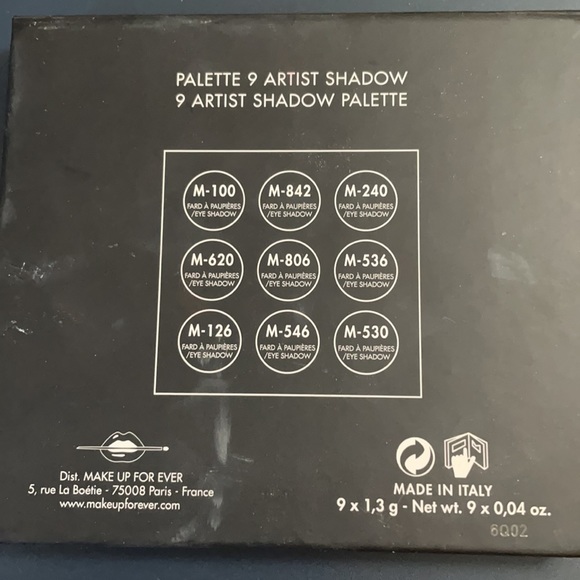 PALETTE 9 ARTIST SHADOW
9 ARTIST SHADOW PALETTE
M-100 M-842 M-240
FARD À PAUPIÈRES FARD À PAUPIÈRES FARD À PAUPIÈRES
/EYE SHADOW /EYE SHADOW /EYE SHADOW
M-620 M-806 M-536
FARD À PAUPIÈRES FARD À PAUPIÈRES FARD À PAUPIÈRES
/EYE SHADOW /EYE SHADOW /EYE SHADOW
M-126 M-546 M-530
FARD À PAUPIÈRES FARD À PAUPIÈRES FARD À PAUPIÈRES
/EYE SHADOW /EYE SHADOW /EYE SHADOW
Dist. MAKE UP FOR EVER
5, rue La Boétie - 75008 Paris - France
www.makeupforever.com
MADE IN ITALY
9 x 1,3 g - Net wt. 9 x 0,04 oz.
6Q02